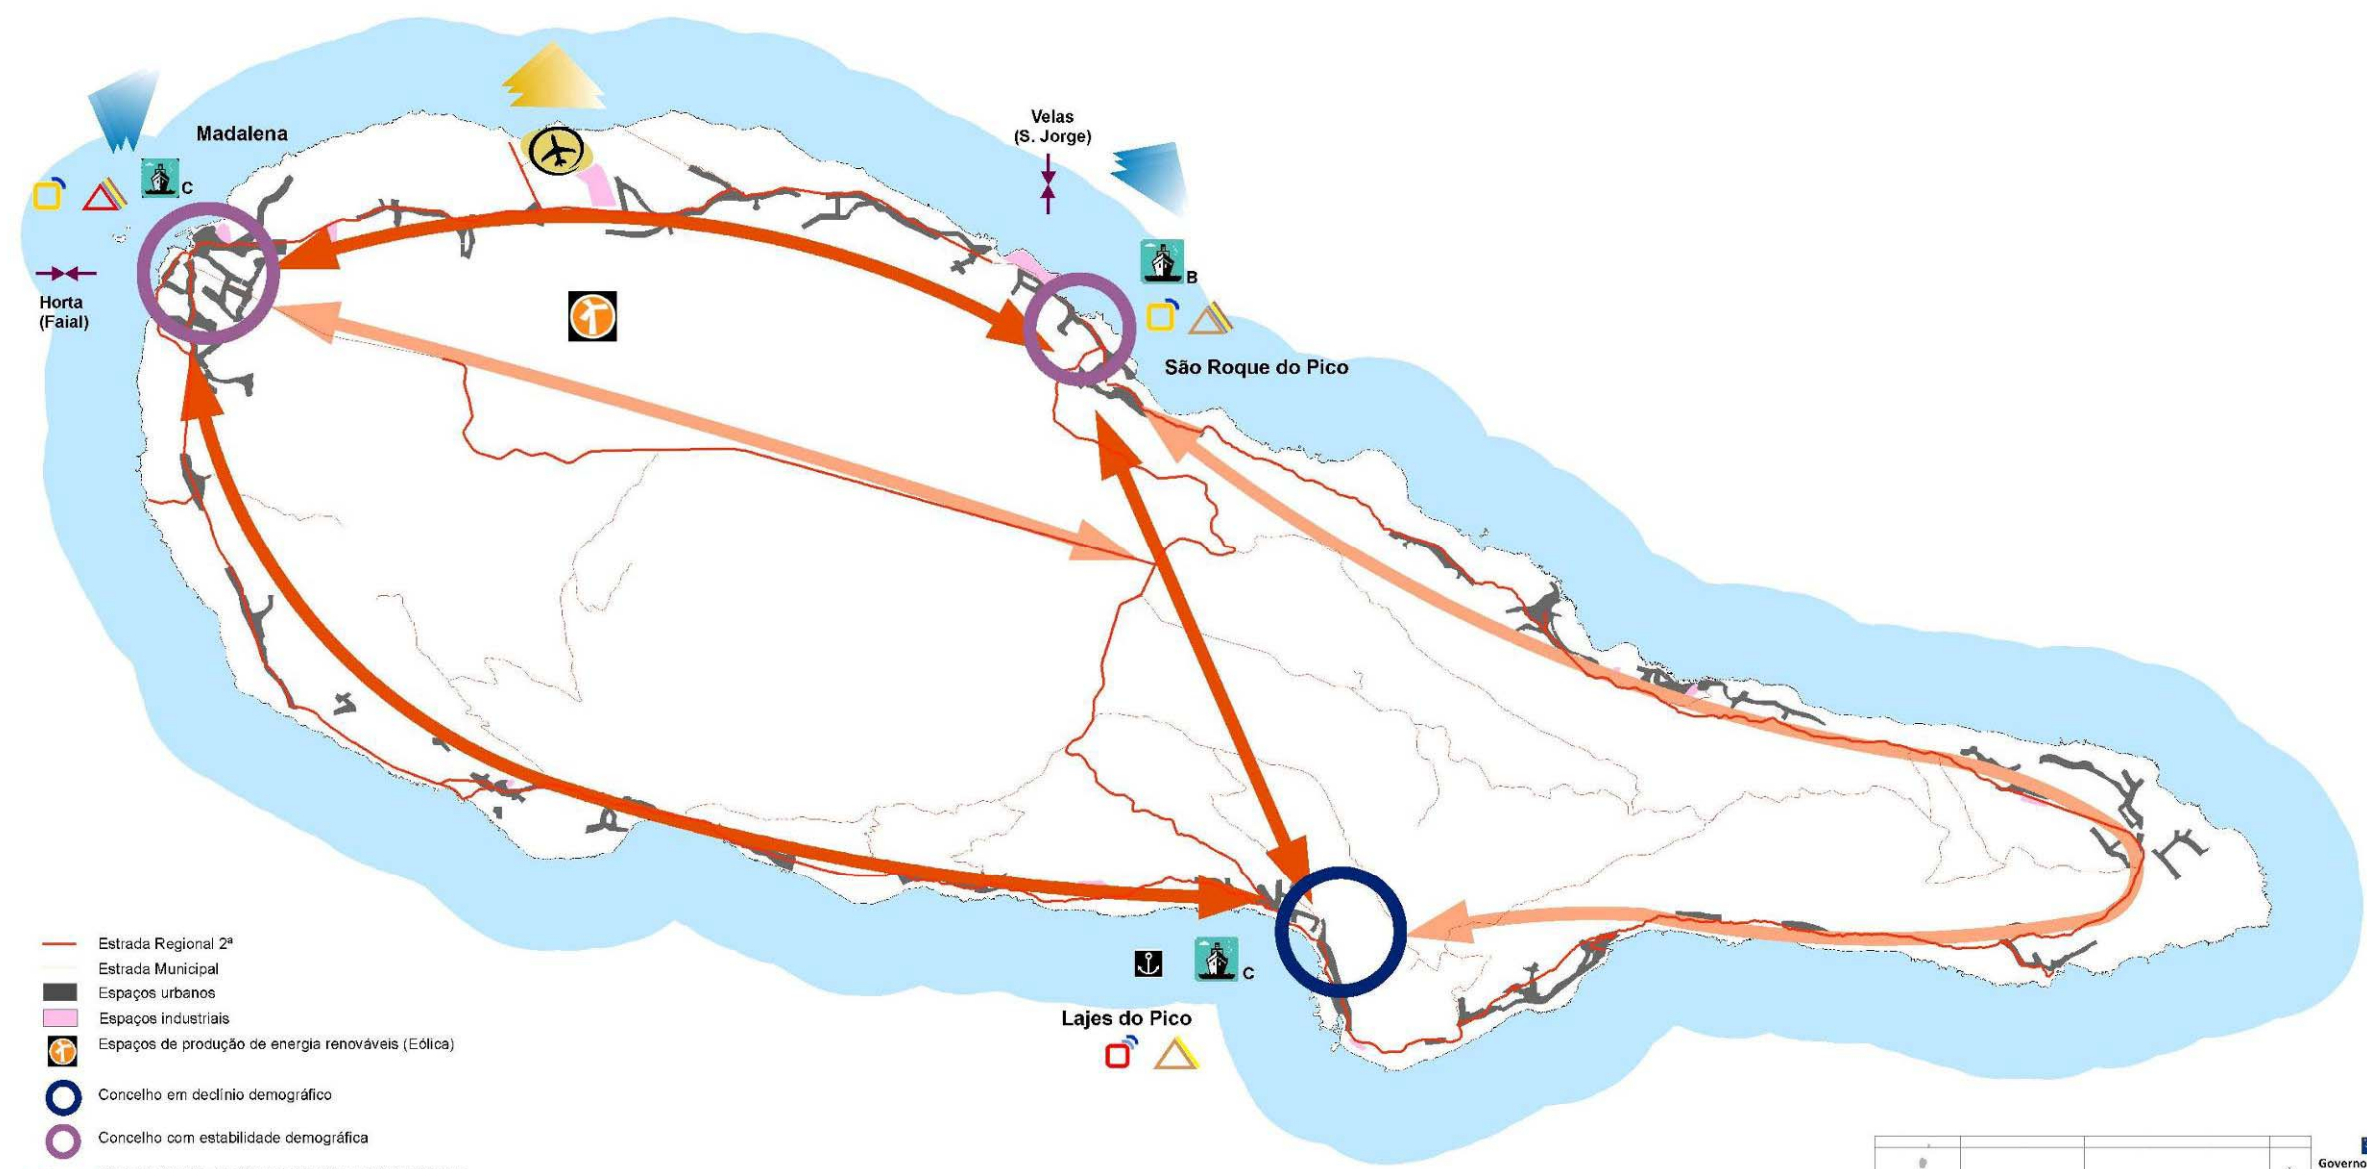 Velas
(S. Jorge)
Madalena
C
B
Horta
(Faial)
São Roque do Pico
Estrada Regional 2ª
Estrada Municipal
Espaços urbanos
C
Espaços industriais
Lajes do Pico
Espaços de produção de energia renováveis (Eólica)
Concelho em declínio demográfico
Concelho com estabilidade demográfica
Governo